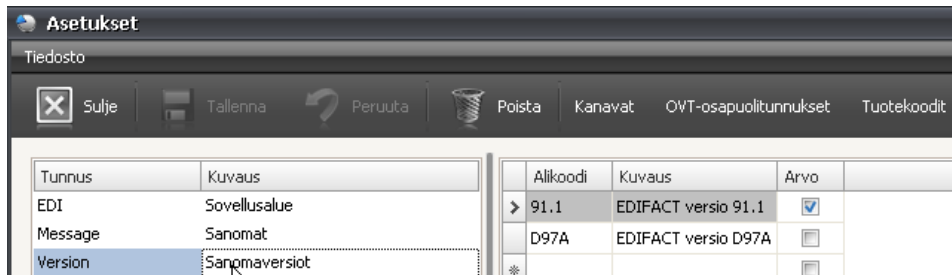 Asetukset
Tiedosto
Sulje Tallenna Peruuta Poista Kanavat OVT-osapuolitunnukset Tuotekoodit
Tunnus Kuvaus
EDI Sovellusalue
Message Sanomat
Version Sanomaversiot
Alikoodi Kuvaus Arvo
91.1 EDIFACT versio 91.1
D97A EDIFACT versio D97A